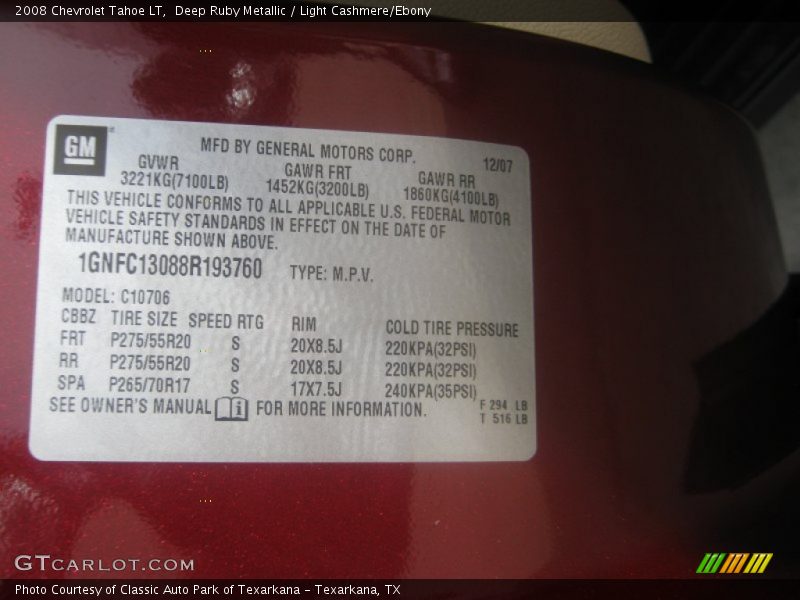 2008 Chevrolet Tahoe LT,  Deep Ruby Metallic / Light Cashmere/Ebony
GM
MFD BY GENERAL MOTORS CORP.
12/07
GVWR GAWR FRT GAWR RR
3221KG(7100LB) 1452KG(3200LB) 1860KG(4100LB)
THIS VEHICLE CONFORMS TO ALL APPLICABLE U.S. FEDERAL MOTOR
VEHICLE SAFETY STANDARDS IN EFFECT ON THE DATE OF
MANUFACTURE SHOWN ABOVE.
1GNFC13088R193760 TYPE: M.P.V.
MODEL: C10706
CBBZ TIRE SIZE SPEED RTG RIM COLD TIRE PRESSURE
FRT P275/55R20 S 20X8.5J 220KPA(32PSI)
RR P275/55R20 S 20X8.5J 220KPA(32PSI)
SPA P265/70R17 S 17X7.5J 240KPA(35PSI)
SEE OWNER'S MANUAL FOR MORE INFORMATION.
F 294 LB
T 516 LB
GTCARLOT.COM
Photo Courtesy of Classic Auto Park of Texarkana - Texarkana, TX